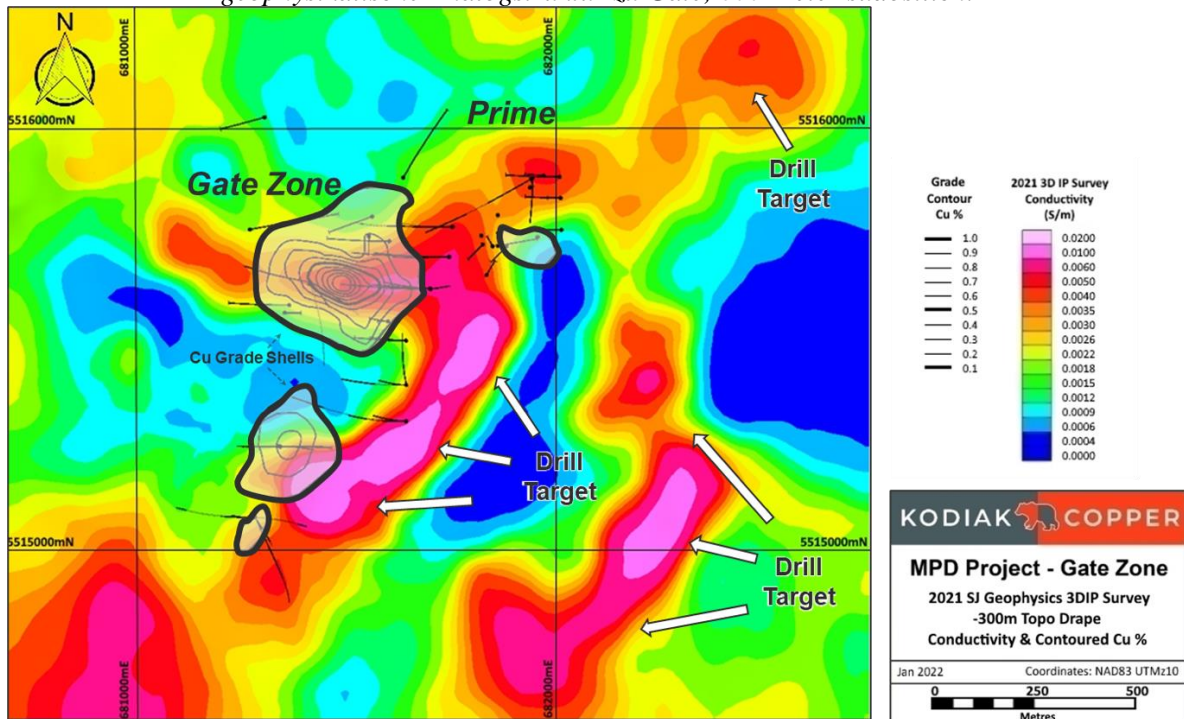 N
681000mE
682000mE
Prime
5516000mN
5516000mN
Gate Zone
Drill
Target
Cu Grade Shells
Drill
Target
5515000mN
5515000mN
Drill
Target
681000mE
682000mE
Grade
Contour
Cu %
1.0
0.9
0.8
0.7
0.6
0.5
0.4
0.3
0.2
0.1
2021 3D IP Survey
Conductivity
(S/m)
0.0200
0.0100
0.0060
0.0050
0.0040
0.0035
0.0030
0.0026
0.0022
0.0018
0.0015
0.0012
0.0009
0.0006
0.0004
0.0000
KODIAK COPPER
MPD Project - Gate Zone
2021 SJ Geophysics 3DIP Survey
-300m Topo Drape
Conductivity & Contoured Cu %
Jan 2022
Coordinates: NAD83 UTMz10
0 250 500
Metres